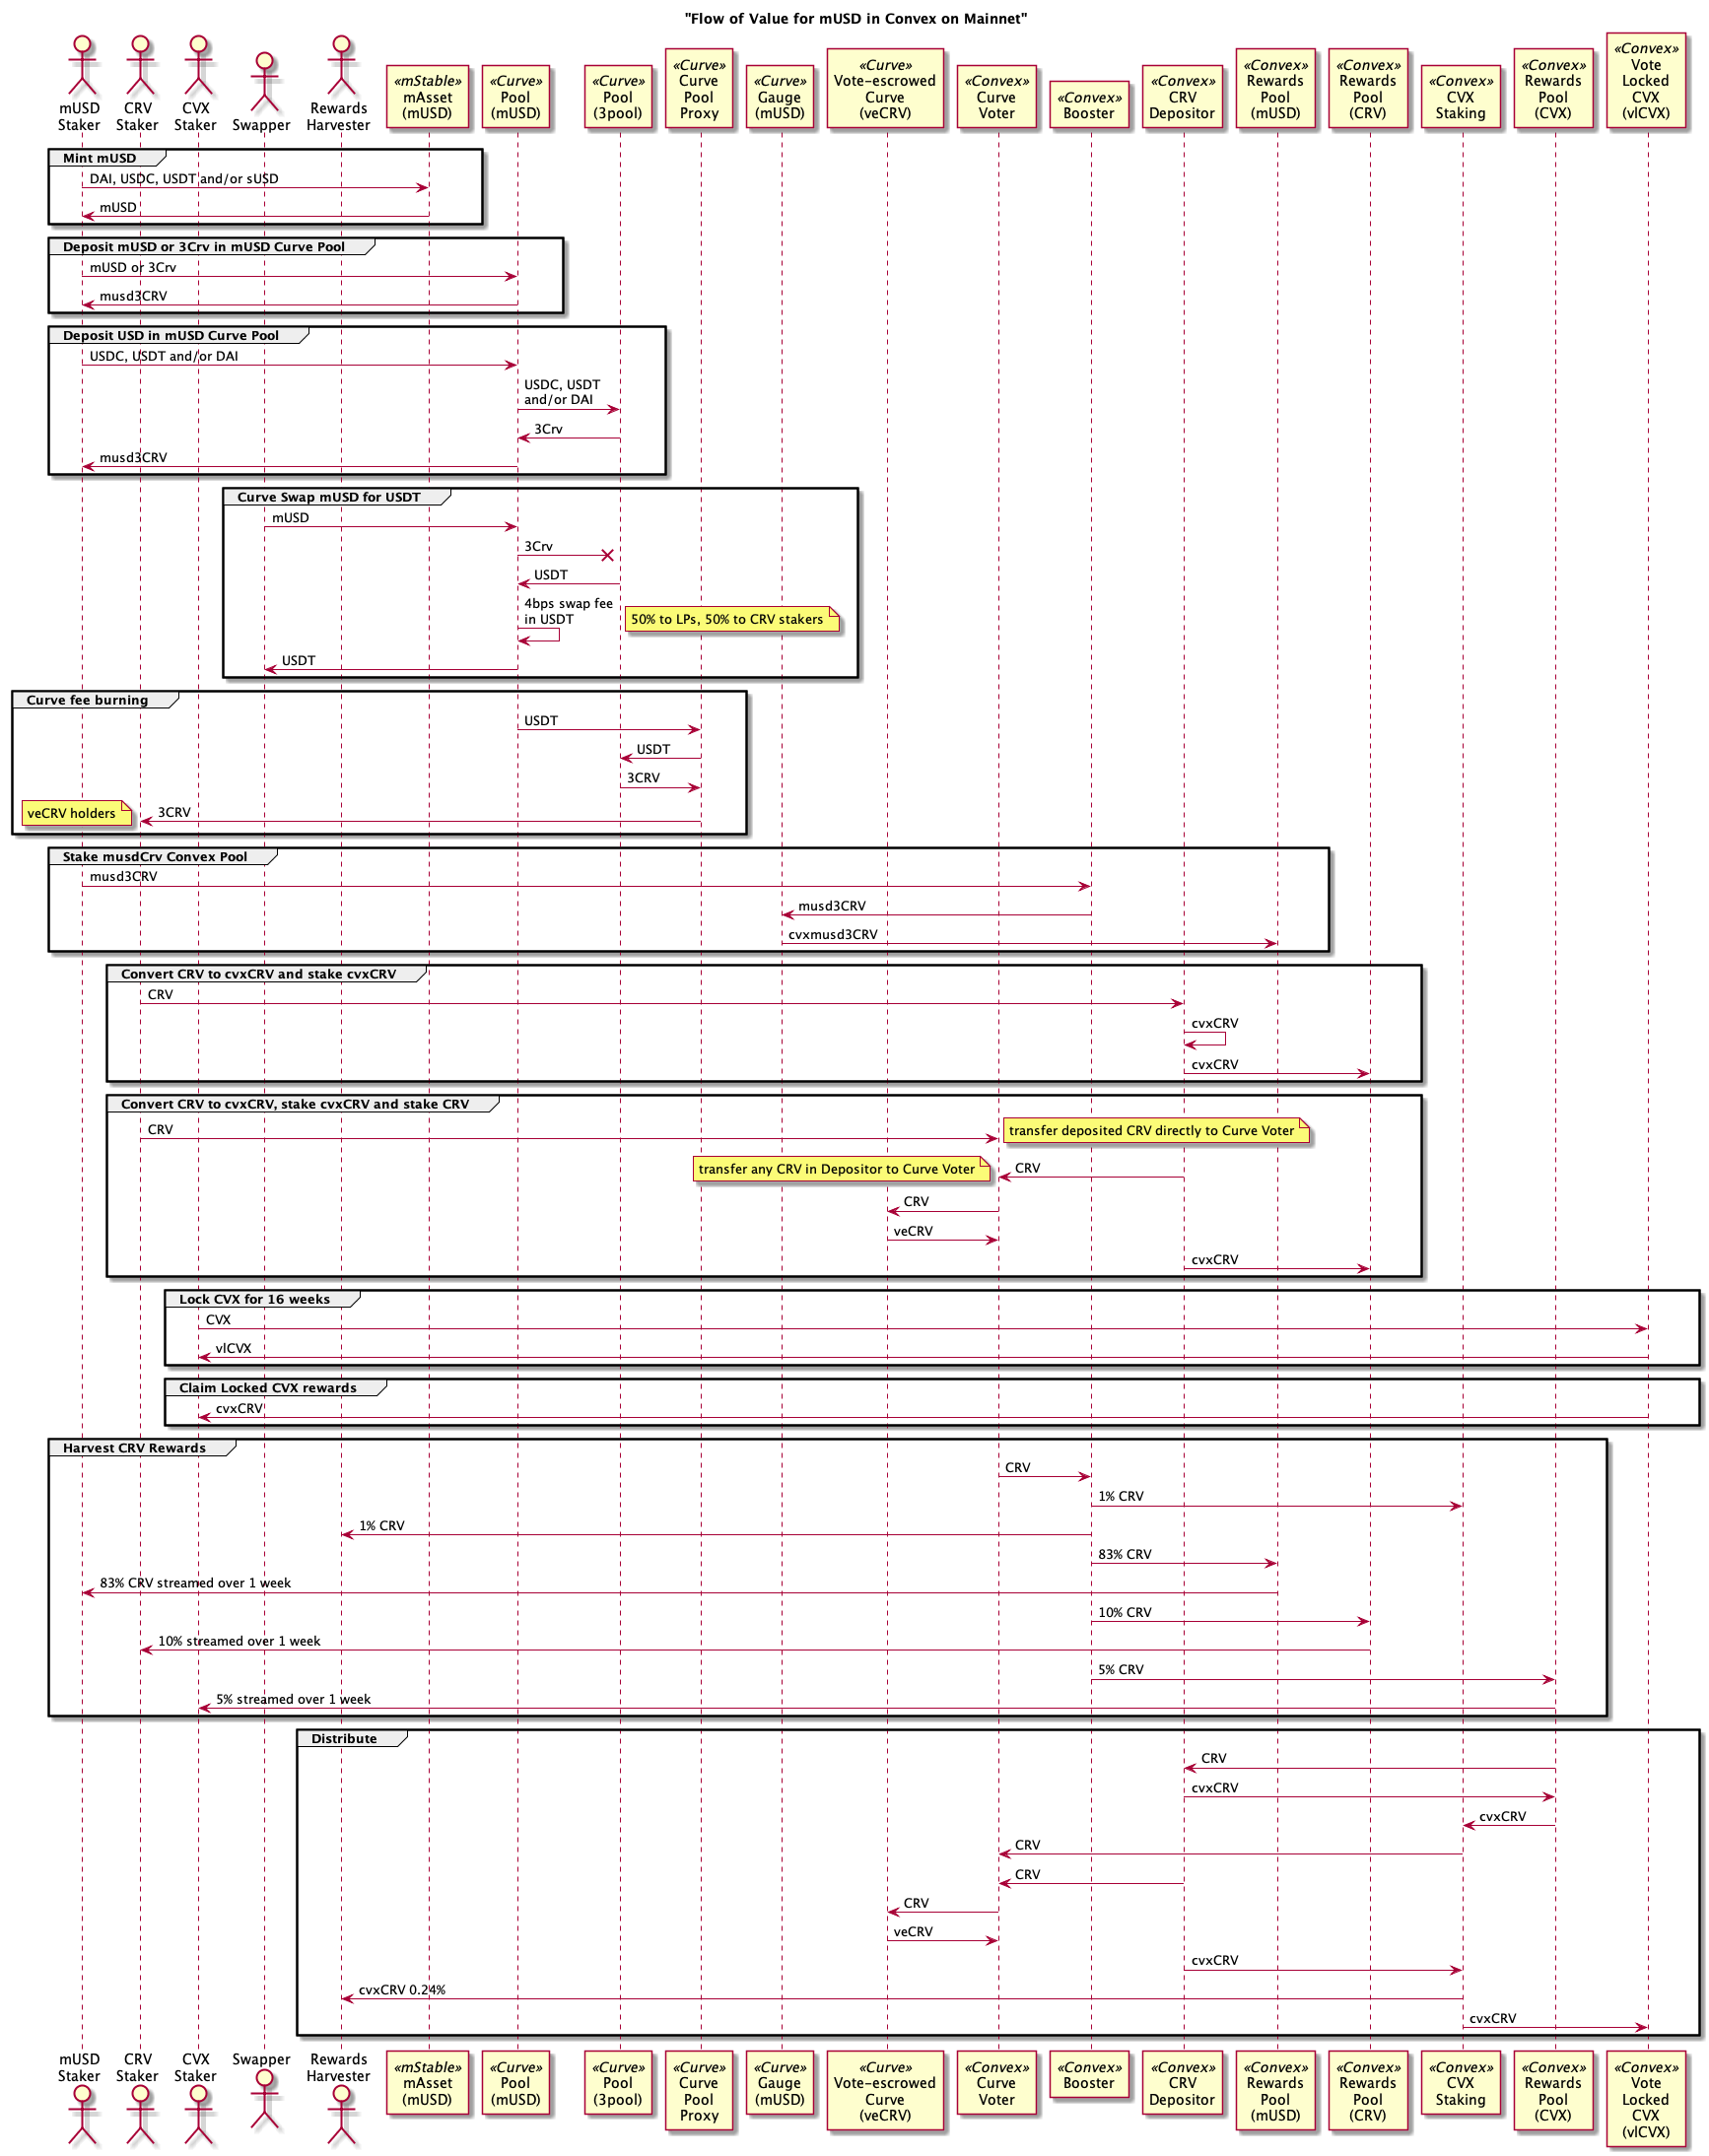 "Flow of Value for mUSD in Convex on Mainnet"
mUSD
Staker
CRV
Staker
CVX
Staker
Swapper
Rewards
Harvester
«mStable»
mAsset
(mUSD)
«Curve»
Pool
(mUSD)
«Curve»
Pool
(3pool)
«Curve»
Curve
Pool
Proxy
«Curve»
Gauge
(mUSD)
«Curve»
Vote-escrowed
Curve
(veCRV)
«Convex»
Curve
Voter
«Convex»
Booster
«Convex»
CRV
Depositor
«Convex»
Rewards
Pool
(mUSD)
«Convex»
Rewards
Pool
(CRV)
«Convex»
CVX
Staking
«Convex»
Rewards
Pool
(CVX)
«Convex»
Vote
Locked
CVX
(vlCVX)
Mint mUSD
DAI, USDC, USDT and/or sUSD
mUSD
Deposit mUSD or 3Crv in mUSD Curve Pool
mUSD or 3Crv
musd3CRV
Deposit USD in mUSD Curve Pool
USDC, USDT and/or DAI
USDC, USDT
and/or DAI
3Crv
musd3CRV
Curve Swap mUSD for USDT
mUSD
3Crv
USDT
4bps swap fee
in USDT
50% to LPs, 50% to CRV stakers
USDT
Curve fee burning
USDT
USDT
3CRV
veCRV holders
3CRV
Stake musdCrv Convex Pool
musd3CRV
musd3CRV
cvxmusd3CRV
Convert CRV to cvxCRV and stake cvxCRV
CRV
cvxCRV
cvxCRV
Convert CRV to cvxCRV, stake cvxCRV and stake CRV
CRV
transfer deposited CRV directly to Curve Voter
transfer any CRV in Depositor to Curve Voter
CRV
CRV
veCRV
cvxCRV
Lock CVX for 16 weeks
CVX
vlCVX
Claim Locked CVX rewards
cvxCRV
Harvest CRV Rewards
CRV
1% CRV
1% CRV
83% CRV
83% CRV streamed over 1 week
10% CRV
10% streamed over 1 week
5% CRV
5% streamed over 1 week
Distribute
CRV
cvxCRV
cvxCRV
CRV
CRV
CRV
veCRV
cvxCRV
cvxCRV 0.24%
cvxCRV
mUSD
Staker
CRV
Staker
CVX
Staker
Swapper
Rewards
Harvester
«mStable»
mAsset
(mUSD)
«Curve»
Pool
(mUSD)
«Curve»
Pool
(3pool)
«Curve»
Curve
Pool
Proxy
«Curve»
Gauge
(mUSD)
«Curve»
Vote-escrowed
Curve
(veCRV)
«Convex»
Curve
Voter
«Convex»
Booster
«Convex»
CRV
Depositor
«Convex»
Rewards
Pool
(mUSD)
«Convex»
Rewards
Pool
(CRV)
«Convex»
CVX
Staking
«Convex»
Rewards
Pool
(CVX)
«Convex»
Vote
Locked
CVX
(vlCVX)